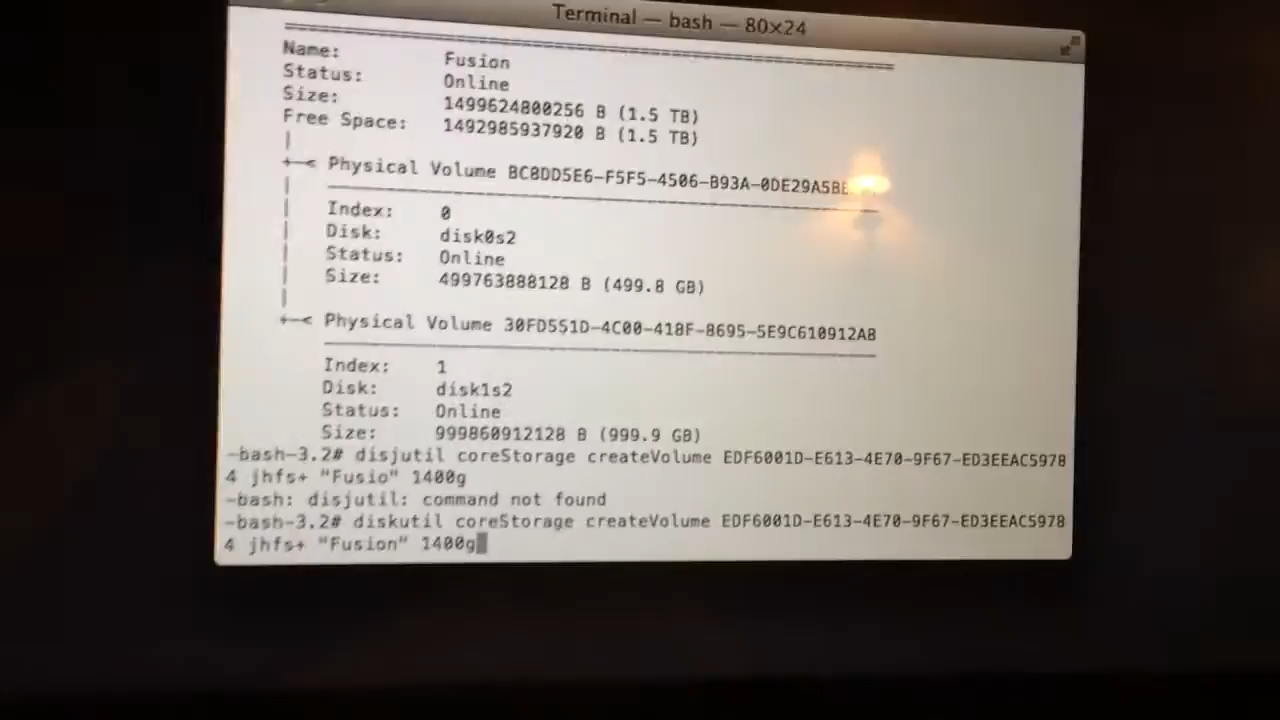 Terminal — bash — 80×24
Name: Fusion
Status: Online
Size: 1499624800256 B (1.5 TB)
Free Space: 1492985937920 B (1.5 TB)
|
+-< Physical Volume BC8DD5E6-F5F5-4506-B93A-0DE29A5BE
| Index: 0
| Disk: disk0s2
| Status: Online
| Size: 499763888128 B (499.8 GB)
|
+-< Physical Volume 30FD551D-4C00-418F-8695-5E9C610912A8
Index: 1
Disk: disk1s2
Status: Online
Size: 999860912128 B (999.9 GB)
-bash-3.2# disjutil coreStorage createVolume EDF6001D-E613-4E70-9F67-ED3EEAC5978
4 jhfs+ "Fusio" 1400g
-bash: disjutil: command not found
-bash-3.2# diskutil coreStorage createVolume EDF6001D-E613-4E70-9F67-ED3EEAC5978
4 jhfs+ "Fusion" 1400g